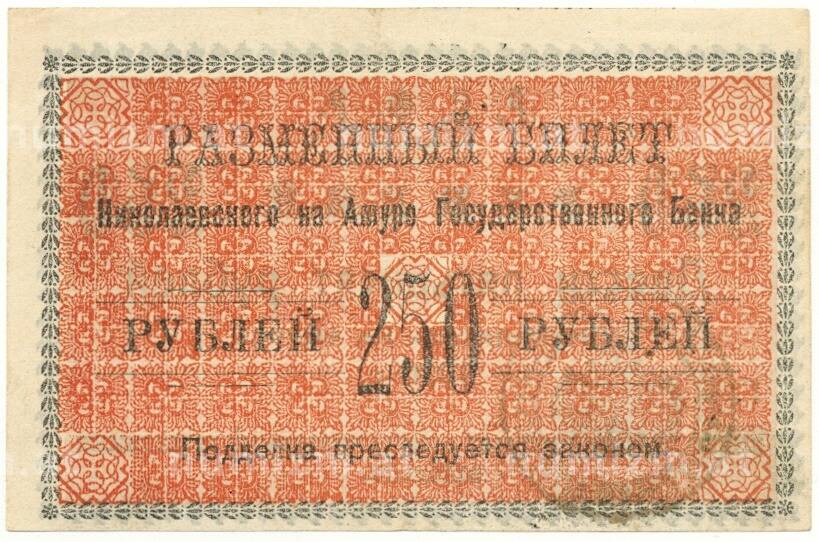 РАЗМЕННЫЙ БИЛЕТ
Николаевского на Амуре Государственного Банка
РУБЛЕЙ 250 РУБЛЕЙ
Подделка преследуется законом.